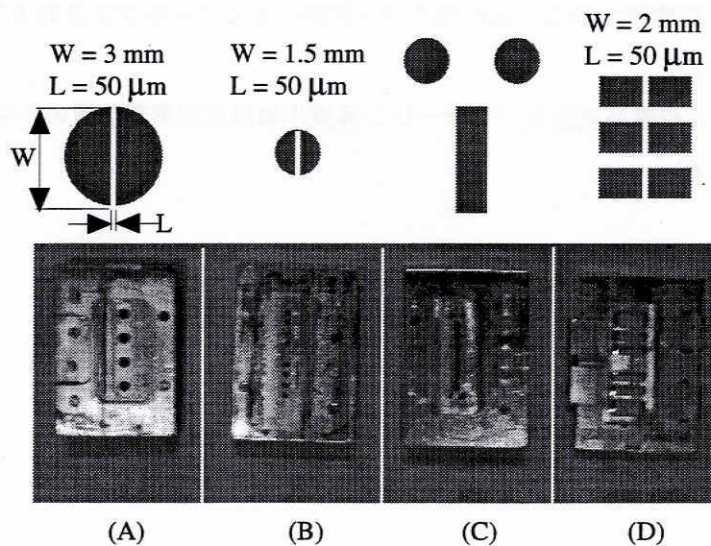 W = 3 mm
L = 50 µm
W = 1.5 mm
L = 50 µm
W = 2 mm
L = 50 µm
W
L
(A)
(B)
(C)
(D)